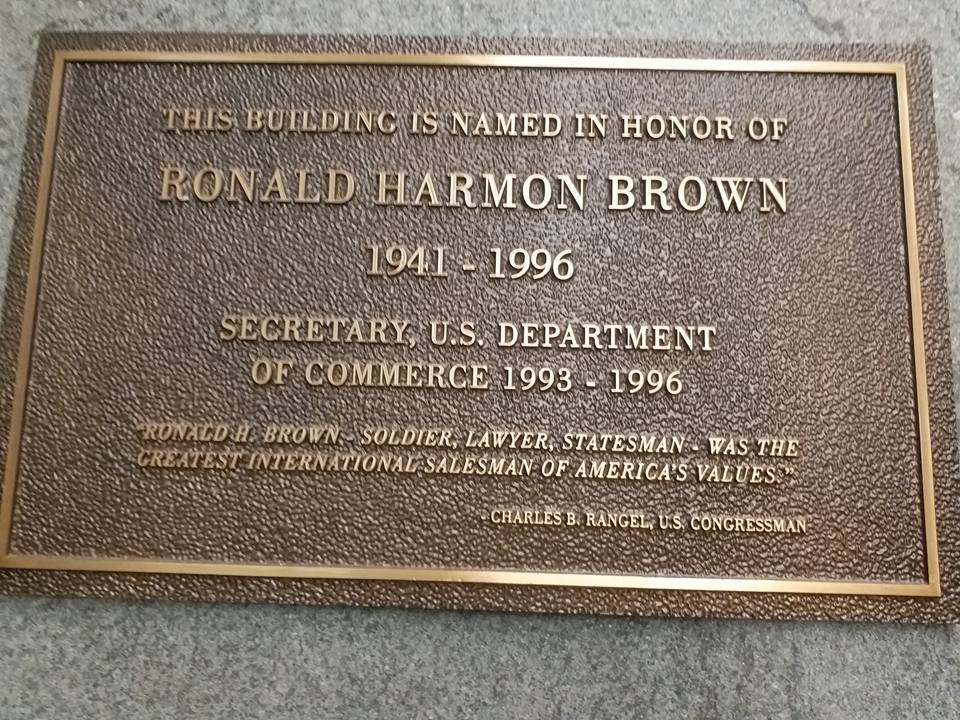 THIS BUILDING IS NAMED IN HONOR OF
RONALD HARMON BROWN
1941 - 1996
SECRETARY, U.S. DEPARTMENT
OF COMMERCE 1993 - 1996
"RONALD H. BROWN - SOLDIER, LAWYER, STATESMAN - WAS THE
GREATEST INTERNATIONAL SALESMAN OF AMERICA'S VALUES."
- CHARLES B. RANGEL, U.S. CONGRESSMAN